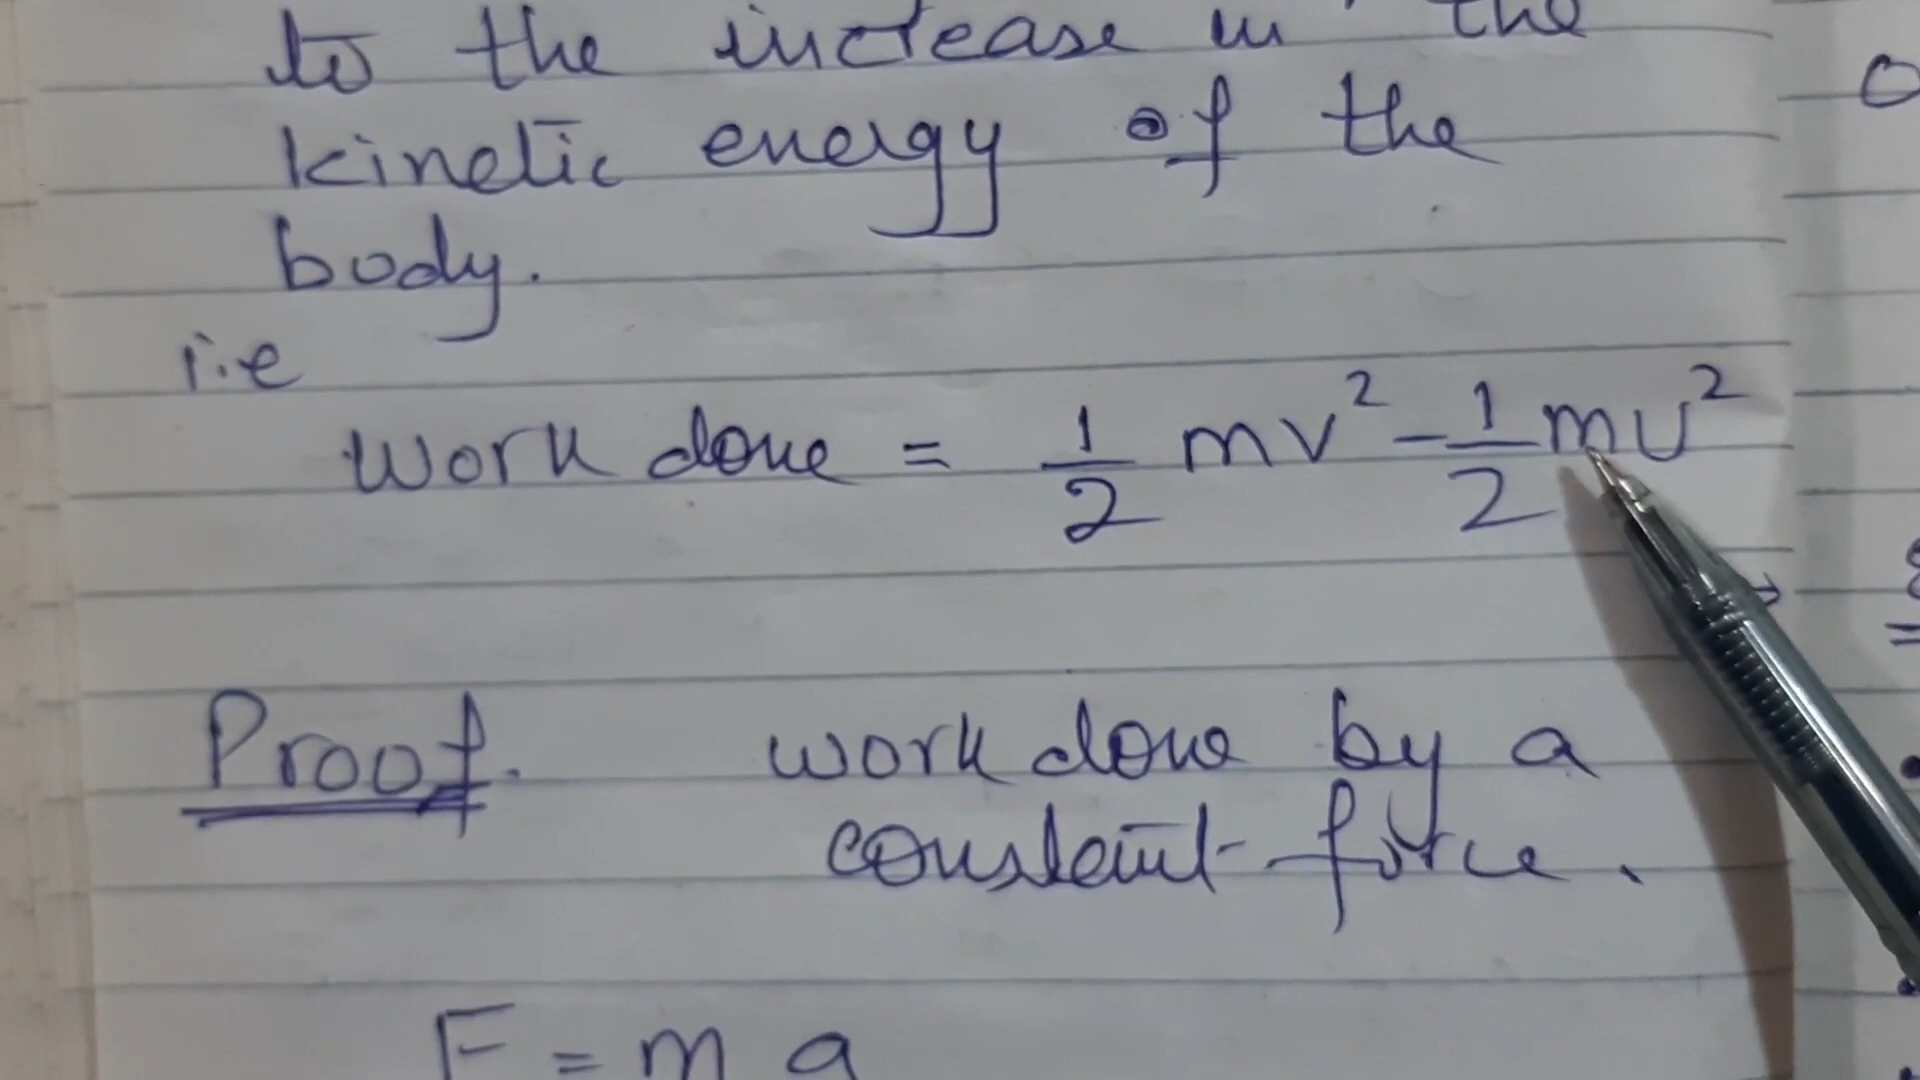 to the increase in the
kinetic energy of the
body.
i.e
Work done = 1/2 mv² - 1/2 mu²
Proof. work done by a
constant force.
F = m a